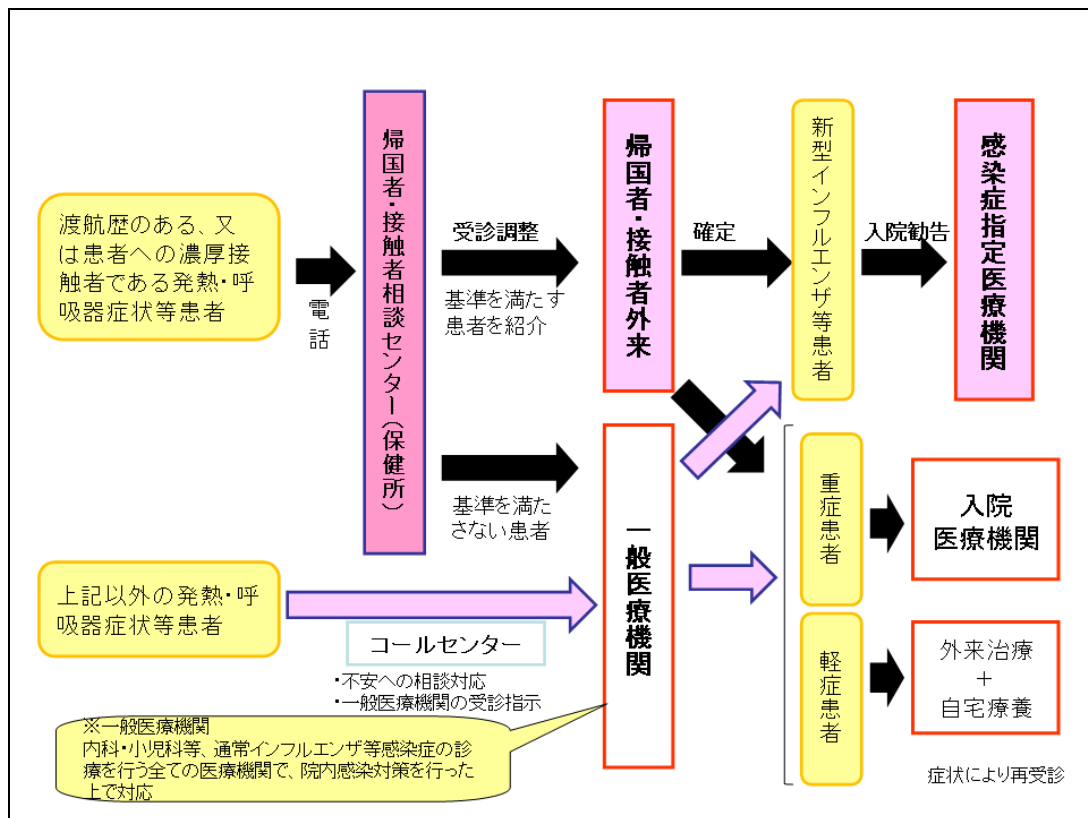 渡航歴のある、又
は患者への濃厚接
触者である発熱・呼
吸器症状等患者
電話
帰国者・接触者相談センター(保健所)
受診調整
基準を満たす
患者を紹介
基準を満た
さない患者
帰国者・接触者外来
確定
新型インフルエンザ等患者
入院勧告
感染症指定医療機関
上記以外の発熱・呼
吸器症状等患者
コールセンター
・不安への相談対応
・一般医療機関の受診指示
一般医療機関
重症患者
入院
医療機関
軽症患者
外来治療
+
自宅療養
症状により再受診
※一般医療機関
内科・小児科等、通常インフルエンザ等感染症の診
療を行う全ての医療機関で、院内感染対策を行った
上で対応